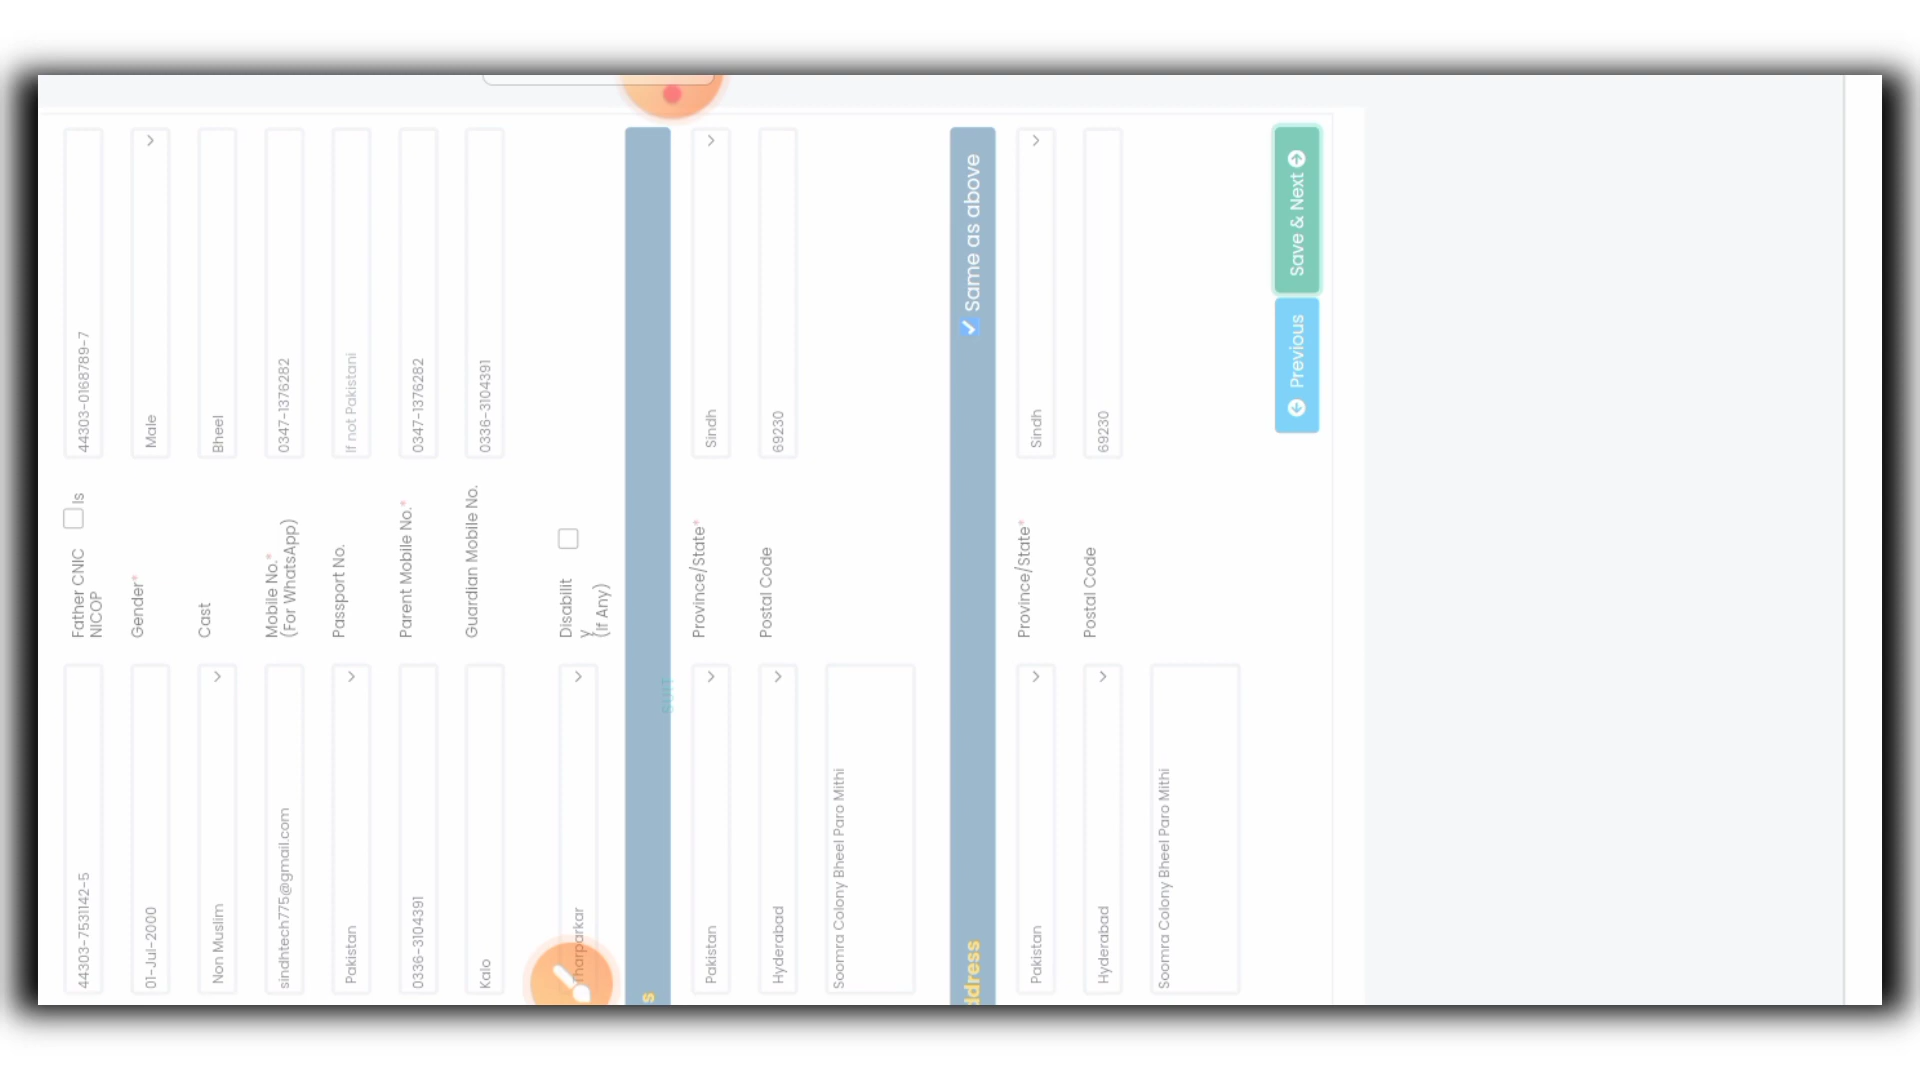 44303-7531142-5 Father CNIC Is 44303-0168789-7
NICOP
01-Jul-2000 Gender* Male
Non Muslim Cast Bheel
sindhtech775@gmail.com Mobile No.* 0347-1376282
(For WhatsApp)
Pakistan Passport No. If not Pakistani
0336-3104391 Parent Mobile No.* 0347-1376282
Kalo Guardian Mobile No. 0336-3104391
Tharparkar Disabilit
y
(If Any)
s
Pakistan Province/State* Sindh
Hyderabad Postal Code 69230
Soomra Colony Bheel Paro Mithi
ddress Same as above
Pakistan Province/State* Sindh
Hyderabad Postal Code 69230
Soomra Colony Bheel Paro Mithi
Previous Save & Next